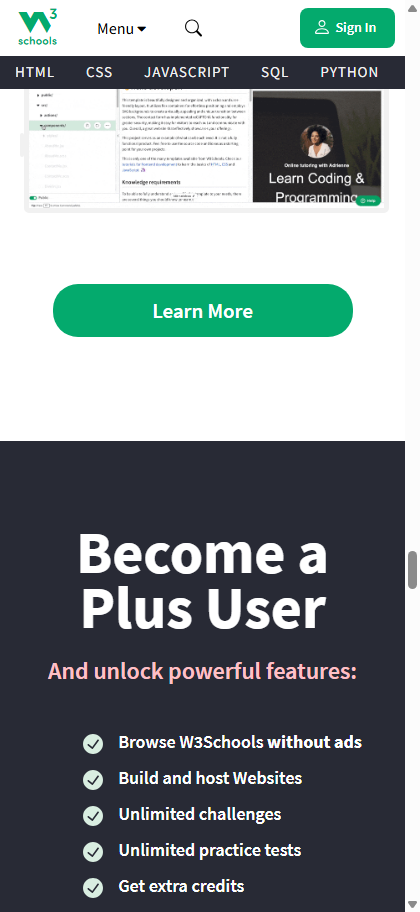 3
schools
Menu
Sign In
HTML CSS JAVASCRIPT SQL PYTHON
Knowledge requirements
Online tutoring with Adrienne
Learn Coding &
Programming
Help
Learn More
Become a
Plus User
And unlock powerful features:
Browse W3Schools without ads
Build and host Websites
Unlimited challenges
Unlimited practice tests
Get extra credits